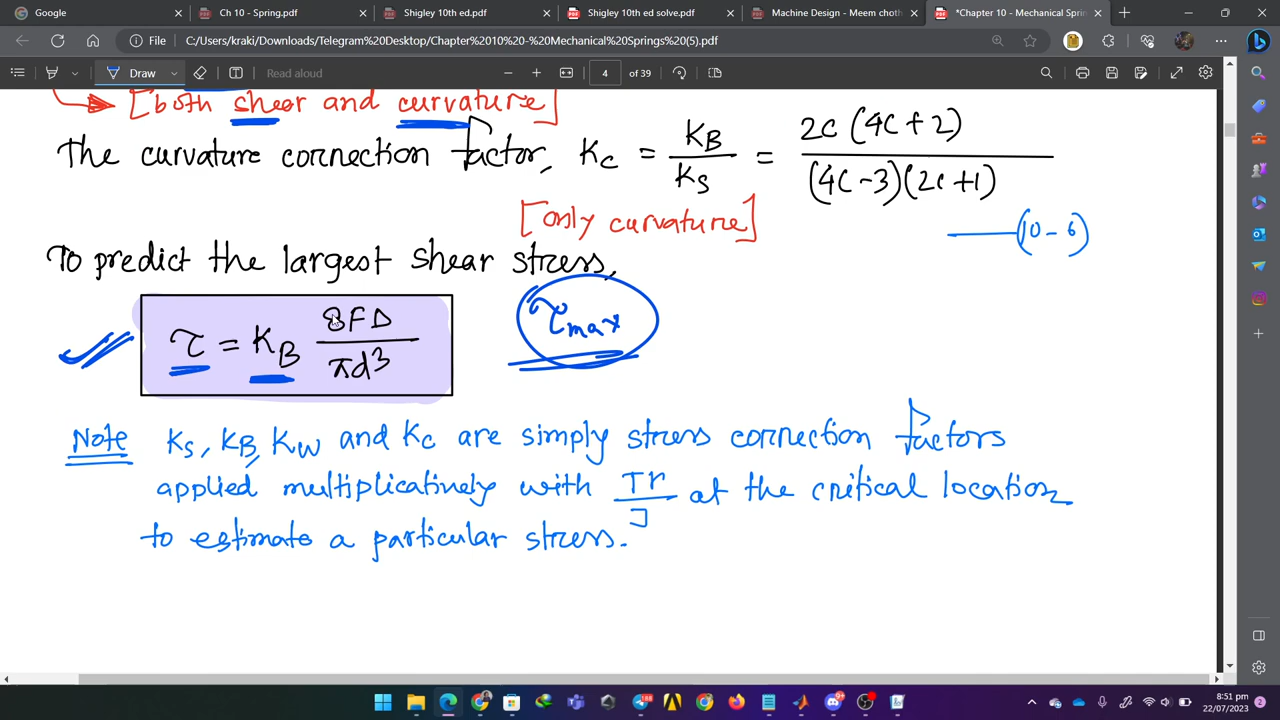 Google
Ch 10 - Spring.pdf
Shigley 10th ed.pdf
Shigley 10th ed solve.pdf
Machine Design - Meem choth
*Chapter 10 - Mechanical Sprin
File
C:/Users/kraki/Downloads/Telegram%20Desktop/Chapter%2010%20-%20Mechanical%20Springs%20(5).pdf
Draw
Read aloud
4 of 39
[both shear and curvature]
The curvature correction factor, Kc = KB/KS = 2C(4C+2)/(4C-3)(2C+1)
[only curvature]
(10-6)
To predict the largest shear stress,
τ = KB 8FD/πd³
τmax
Note Ks, KB, Kw and Kc are simply stress correction factors
applied multiplicatively with Tr/J at the critical location
to estimate a particular stress.
188
8:51 pm
22/07/2023
2